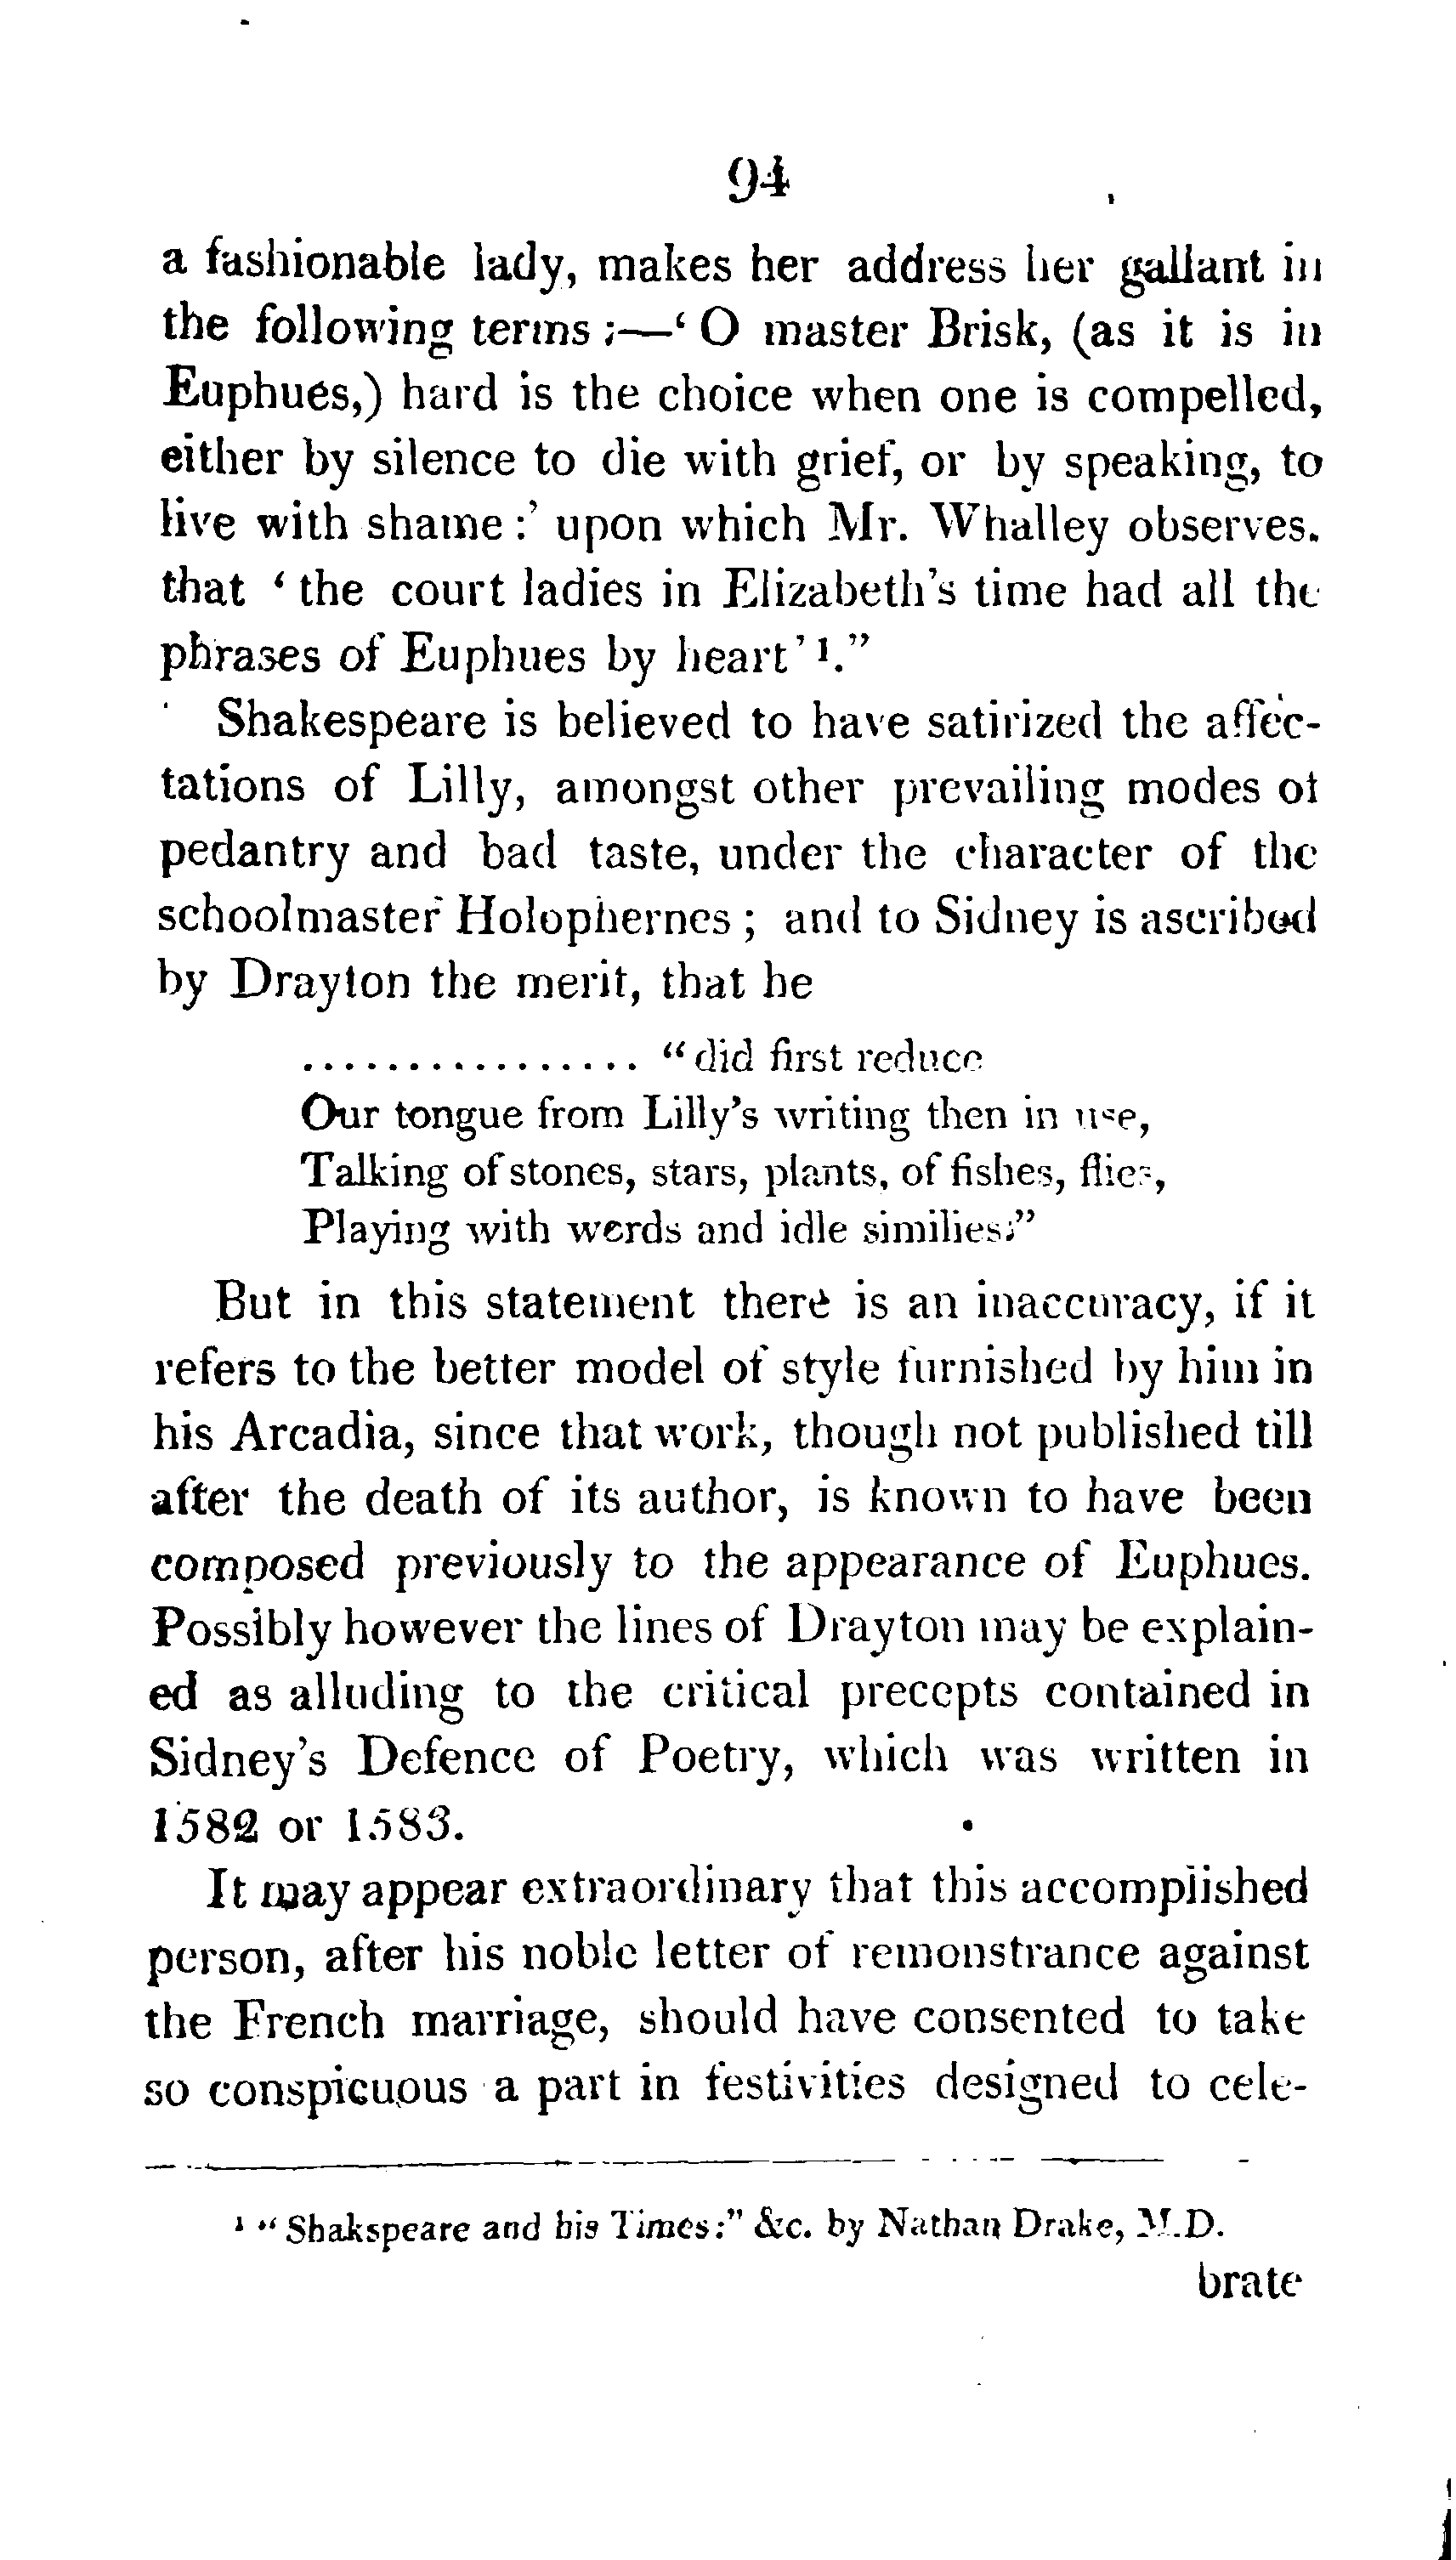 94
a fashionable lady, makes her address her gallant in
the following terms ;—‘ O master Brisk, (as it is in
Euphues,) hard is the choice when one is compelled,
either by silence to die with grief, or by speaking, to
live with shame :’ upon which Mr. Whalley observes.
that ‘ the court ladies in Elizabeth’s time had all the
phrases of Euphues by heart’ ¹.”
Shakespeare is believed to have satirized the affec-
tations of Lilly, amongst other prevailing modes of
pedantry and bad taste, under the character of the
schoolmaster Holophernes ; and to Sidney is ascribed
by Drayton the merit, that he
................ “did first reduce
Our tongue from Lilly’s writing then in use,
Talking of stones, stars, plants, of fishes, flies,
Playing with words and idle similies;”
But in this statement there is an inaccuracy, if it
refers to the better model of style furnished by him in
his Arcadia, since that work, though not published till
after the death of its author, is known to have been
composed previously to the appearance of Euphues.
Possibly however the lines of Drayton may be explain-
ed as alluding to the critical precepts contained in
Sidney’s Defence of Poetry, which was written in
1582 or 1583.
It may appear extraordinary that this accomplished
person, after his noble letter of remonstrance against
the French marriage, should have consented to take
so conspicuous a part in festivities designed to cele-
¹ “Shakspeare and his Times:” &c. by Nathan Drake, M.D.
brate